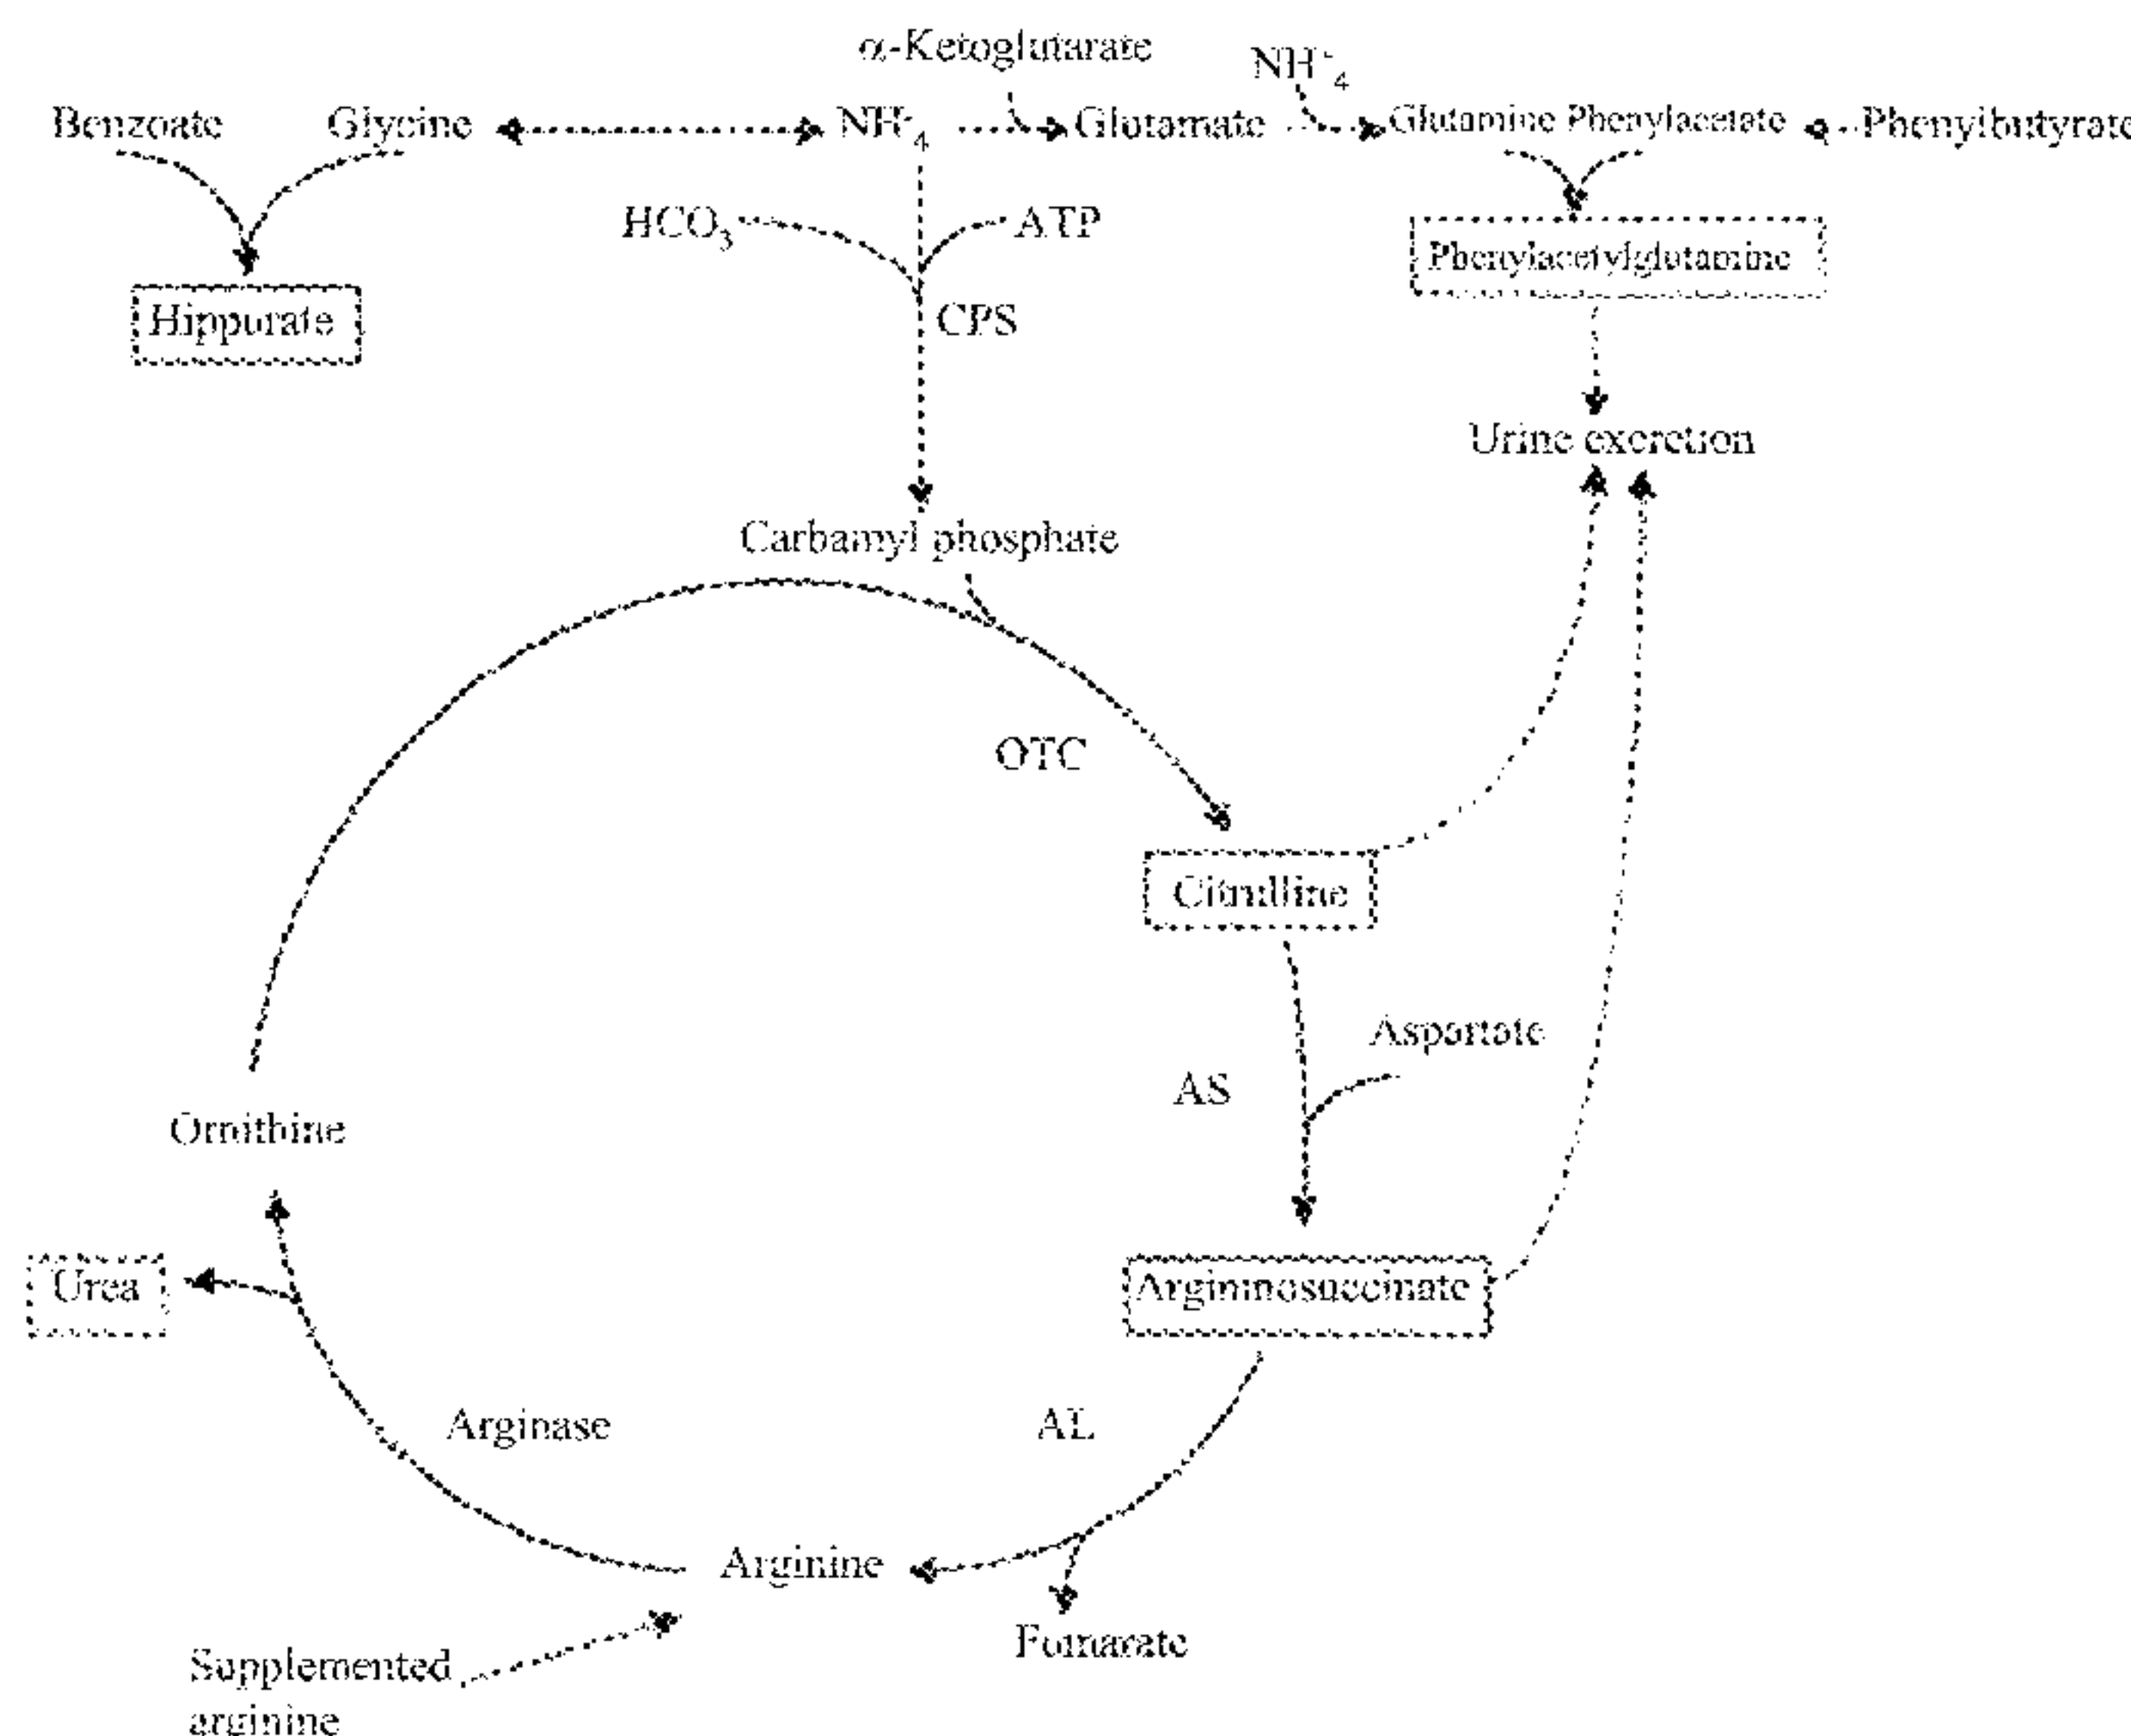 α-Ketoglutarate
NH+4
Benzoate
Glycine
NH+4
Glutamate
Glutamine Phenylacetate
Phenylbutyrate
HCO3
ATP
Phenylacetylglutamine
Hippurate
CPS
Urine excretion
Carbamyl phosphate
OTC
Citrulline
Aspartate
AS
Ornithine
Urea
Argininosuccinate
Arginase
AL
Arginine
Fumarate
Supplemented
arginine